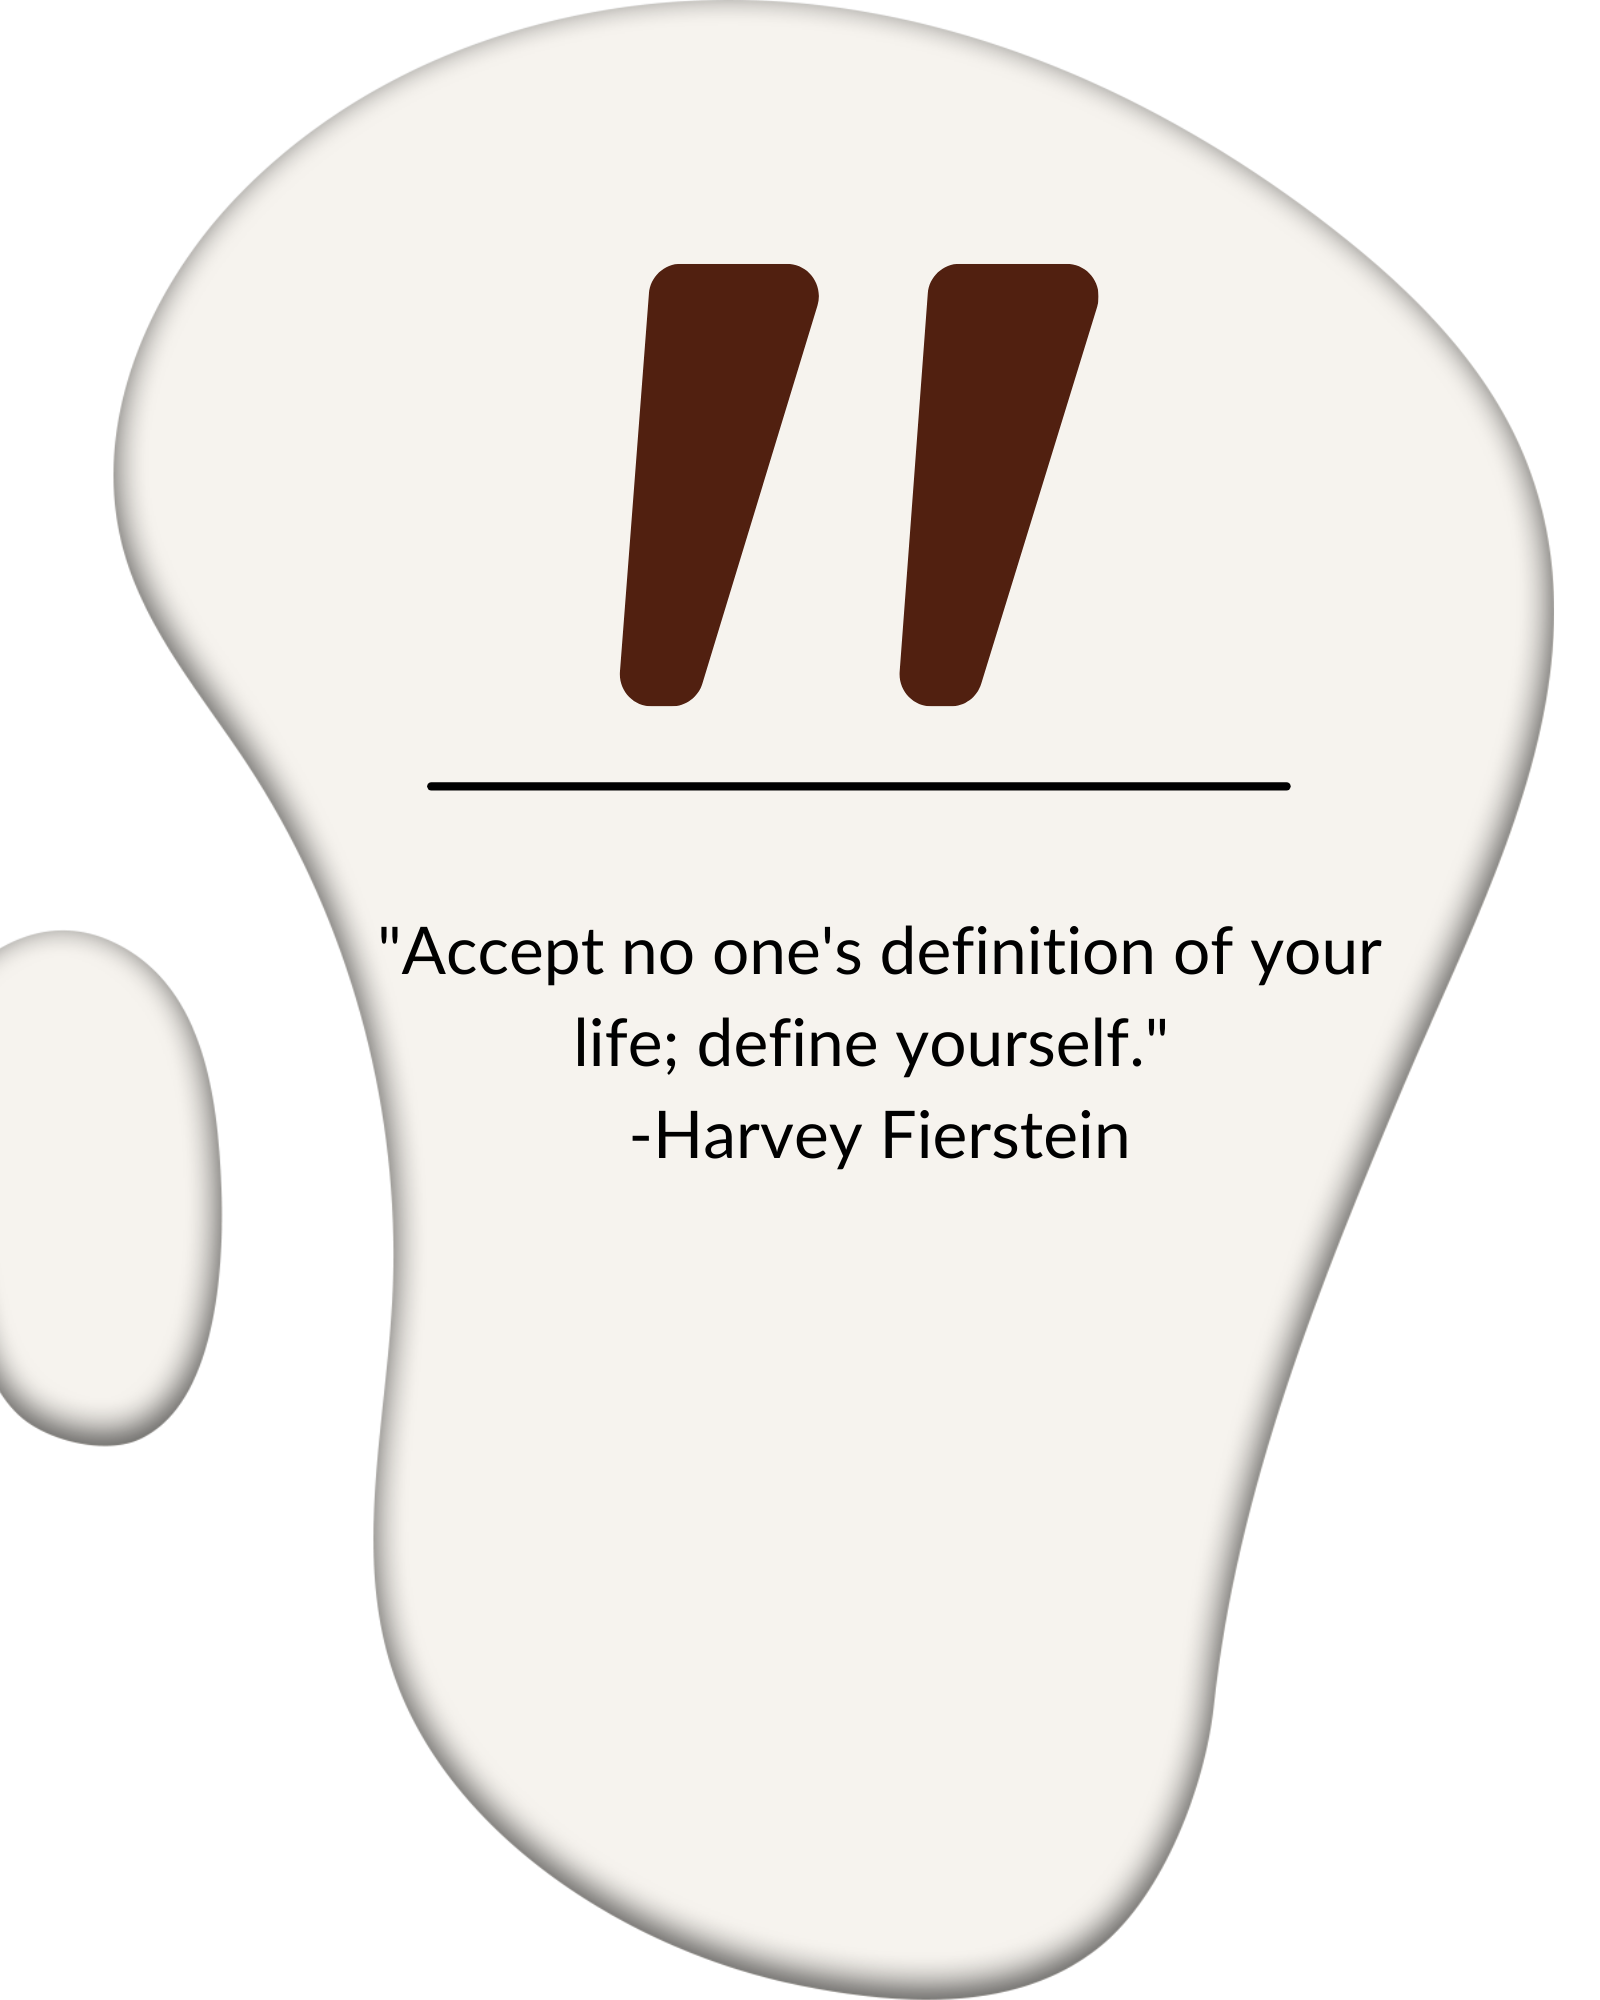 "
"Accept no one's definition of your
life; define yourself."
-Harvey Fierstein